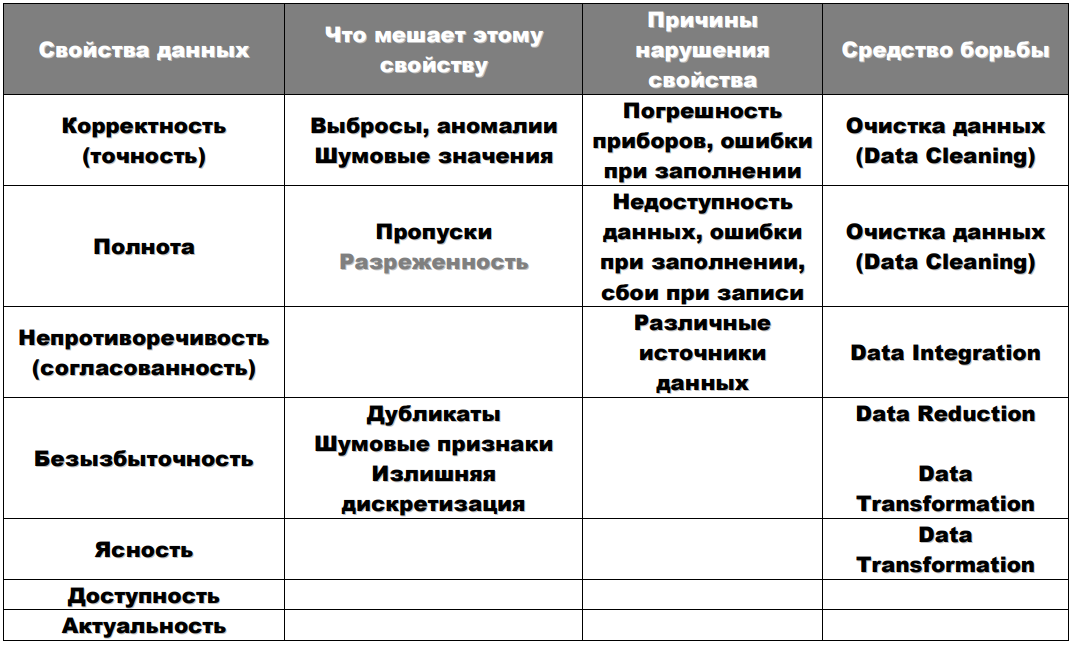 Свойства данных
Что мешает этому
свойству
Причины
нарушения
свойства
Средство борьбы
Корректность
(точность)
Выбросы, аномалии
Шумовые значения
Погрешность
приборов, ошибки
при заполнении
Очистка данных
(Data Cleaning)
Полнота
Пропуски
Разреженность
Недоступность
данных, ошибки
при заполнении,
сбои при записи
Очистка данных
(Data Cleaning)
Непротиворечивость
(согласованность)
Различные
источники
данных
Data Integration
Безызбыточность
Дубликаты
Шумовые признаки
Излишняя
дискретизация
Data Reduction
Data
Transformation
Ясность
Data
Transformation
Доступность
Актуальность